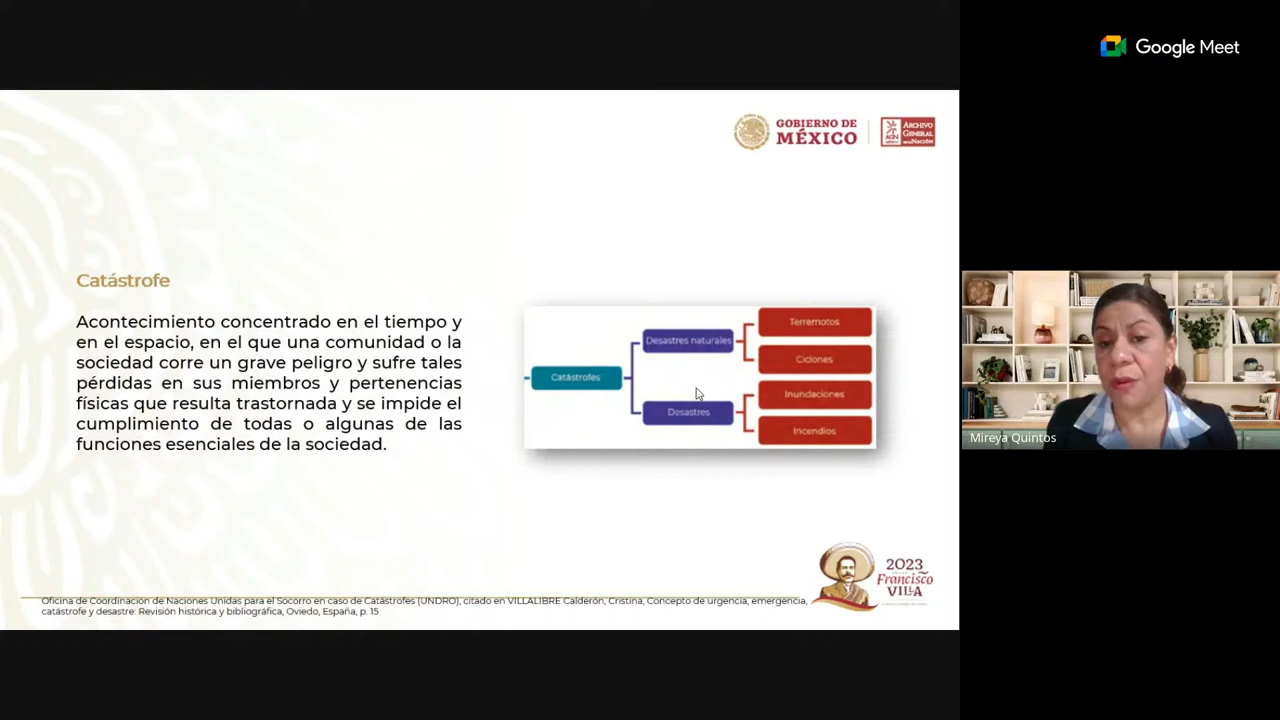 Google Meet
GOBIERNO DE
MÉXICO
ARCHIVO
GENERAL
DE LA NACIÓN
Catástrofe
Acontecimiento concentrado en el tiempo y
en el espacio, en el que una comunidad o la
sociedad corre un grave peligro y sufre tales
pérdidas en sus miembros y pertenencias
físicas que resulta trastornada y se impide el
cumplimiento de todas o algunas de las
funciones esenciales de la sociedad.
Catástrofes
Desastres naturales
Terremotos
Ciclones
Desastres
Inundaciones
Incendios
Mireya Quintos
2023
Francisco
VILLA
Oficina de Coordinación de Naciones Unidas para el Socorro en caso de Catástrofes (UNDRO), citado en VILLALIBRE Calderón, Cristina, Concepto de urgencia, emergencia,
catástrofe y desastre: Revisión histórica y bibliográfica, Oviedo, España, p. 15